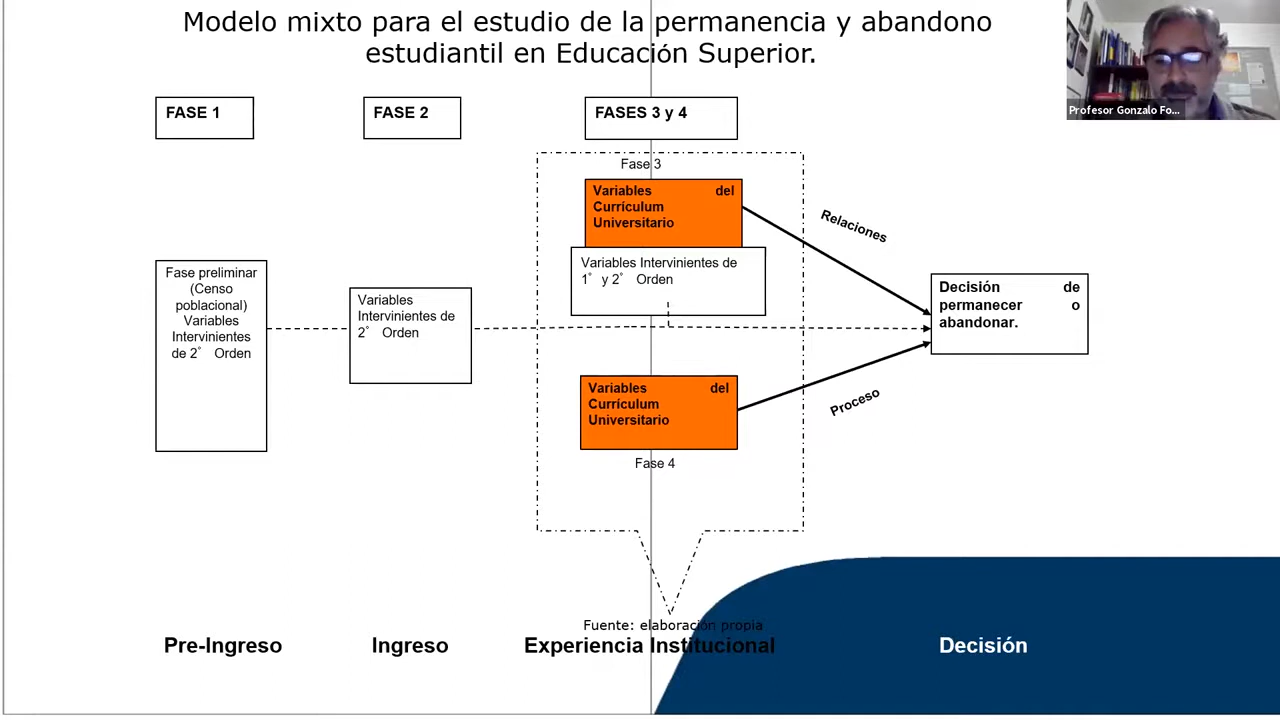 Modelo mixto para el estudio de la permanencia y abandono
estudiantil en Educación Superior.
Profesor Gonzalo Fo...
FASE 1
FASE 2
FASES 3 y 4
Fase 3
Variables del
Currículum
Universitario
Relaciones
Variables Intervinientes de
1° y 2° Orden
Fase preliminar
(Censo
poblacional)
Variables
Intervinientes
de 2° Orden
Variables
Intervinientes de
2° Orden
Decisión de
permanecer o
abandonar.
Variables del
Currículum
Universitario
Proceso
Fase 4
Fuente: elaboración propia
Pre-Ingreso
Ingreso
Experiencia Institucional
Decisión